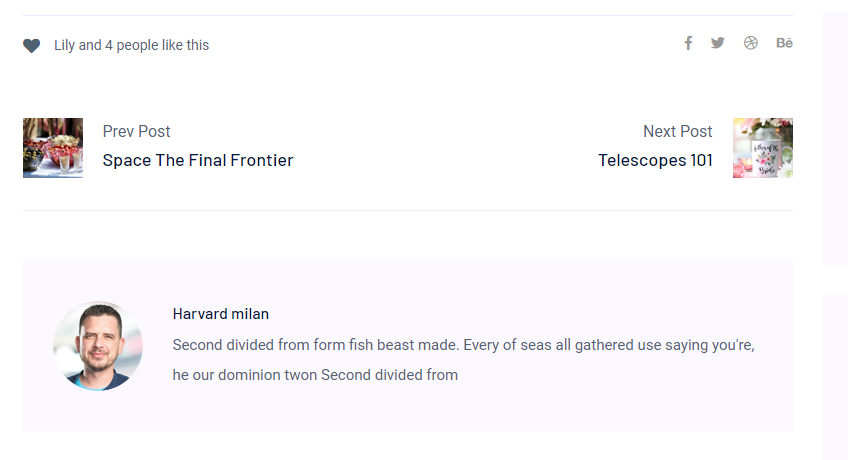 Lily and 4 people like this
Bē
Prev Post
Space The Final Frontier
Next Post
Telescopes 101
Bride
Harvard milan
Second divided from form fish beast made. Every of seas all gathered use saying you're,
he our dominion twon Second divided from